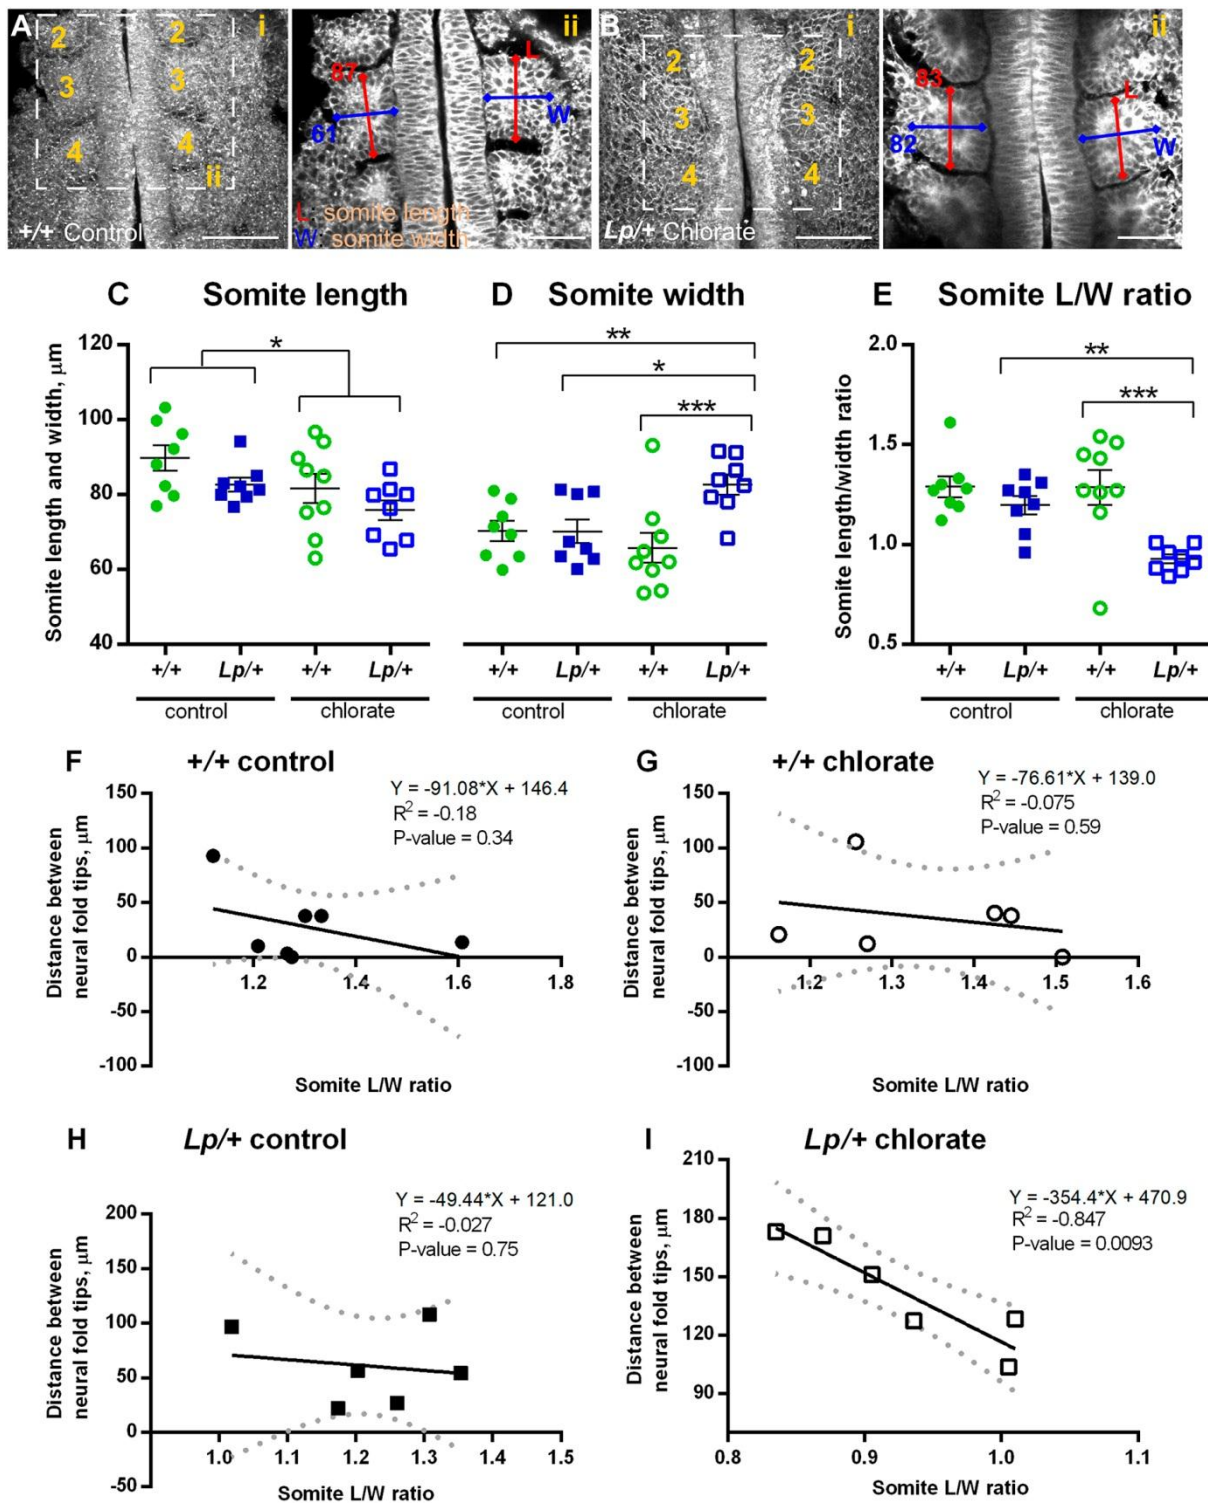 A
i
2 2
3 3
4 4
ii
+/+ Control
ii
87
L
61
W
L: somite length
W: somite width
B
i
2 2
3 3
4 4
Lp/+ Chlorate
ii
83
L
82
W
C Somite length
Somite length and width, μm
120
100
80
60
40
*
+/+ Lp/+ +/+ Lp/+
control chlorate
D Somite width
**
*
***
+/+ Lp/+ +/+ Lp/+
control chlorate
E Somite L/W ratio
Somite length/width ratio
2.0
1.5
1.0
0.5
**
***
+/+ Lp/+ +/+ Lp/+
control chlorate
F +/+ control
Y = -91.08*X + 146.4
R2 = -0.18
P-value = 0.34
Distance between
neural fold tips, μm
150
100
50
0
-50
-100
1.2 1.4 1.6 1.8
Somite L/W ratio
G +/+ chlorate
Y = -76.61*X + 139.0
R2 = -0.075
P-value = 0.59
Distance between
neural fold tips, μm
150
100
50
0
-50
-100
1.2 1.3 1.4 1.5 1.6
Somite L/W ratio
H Lp/+ control
Y = -49.44*X + 121.0
R2 = -0.027
P-value = 0.75
Distance between
neural fold tips, μm
200
150
100
50
0
-50
1.0 1.1 1.2 1.3 1.4 1.5
Somite L/W ratio
I Lp/+ chlorate
Y = -354.4*X + 470.9
R2 = -0.847
P-value = 0.0093
Distance between
neural fold tips, μm
210
180
150
120
90
0.8 0.9 1.0 1.1
Somite L/W ratio